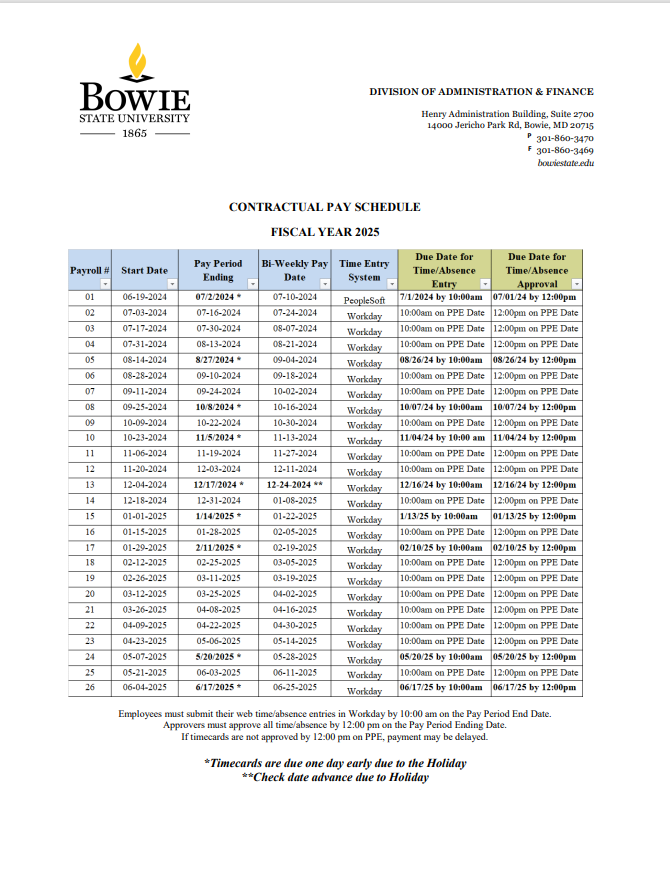 BOWIE
STATE UNIVERSITY
1865
DIVISION OF ADMINISTRATION & FINANCE
Henry Administration Building, Suite 2700
14000 Jericho Park Rd, Bowie, MD 20715
P 301-860-3470
F 301-860-3469
bowiestate.edu
CONTRACTUAL PAY SCHEDULE
FISCAL YEAR 2025
Payroll # Start Date Pay Period Ending Bi-Weekly Pay Date Time Entry System Due Date for Time/Absence Entry Due Date for Time/Absence Approval
01 06-19-2024 07/2/2024 * 07-10-2024 PeopleSoft 7/1/2024 by 10:00am 07/01/24 by 12:00pm
02 07-03-2024 07-16-2024 07-24-2024 Workday 10:00am on PPE Date 12:00pm on PPE Date
03 07-17-2024 07-30-2024 08-07-2024 Workday 10:00am on PPE Date 12:00pm on PPE Date
04 07-31-2024 08-13-2024 08-21-2024 Workday 10:00am on PPE Date 12:00pm on PPE Date
05 08-14-2024 8/27/2024 * 09-04-2024 Workday 08/26/24 by 10:00am 08/26/24 by 12:00pm
06 08-28-2024 09-10-2024 09-18-2024 Workday 10:00am on PPE Date 12:00pm on PPE Date
07 09-11-2024 09-24-2024 10-02-2024 Workday 10:00am on PPE Date 12:00pm on PPE Date
08 09-25-2024 10/8/2024 * 10-16-2024 Workday 10/07/24 by 10:00am 10/07/24 by 12:00pm
09 10-09-2024 10-22-2024 10-30-2024 Workday 10:00am on PPE Date 12:00pm on PPE Date
10 10-23-2024 11/5/2024 * 11-13-2024 Workday 11/04/24 by 10:00 am 11/04/24 by 12:00pm
11 11-06-2024 11-19-2024 11-27-2024 Workday 10:00am on PPE Date 12:00pm on PPE Date
12 11-20-2024 12-03-2024 12-11-2024 Workday 10:00am on PPE Date 12:00pm on PPE Date
13 12-04-2024 12/17/2024 * 12-24-2024 ** Workday 12/16/24 by 10:00am 12/16/24 by 12:00pm
14 12-18-2024 12-31-2024 01-08-2025 Workday 10:00am on PPE Date 12:00pm on PPE Date
15 01-01-2025 1/14/2025 * 01-22-2025 Workday 1/13/25 by 10:00am 01/13/25 by 12:00pm
16 01-15-2025 01-28-2025 02-05-2025 Workday 10:00am on PPE Date 12:00pm on PPE Date
17 01-29-2025 2/11/2025 * 02-19-2025 Workday 02/10/25 by 10:00am 02/10/25 by 12:00pm
18 02-12-2025 02-25-2025 03-05-2025 Workday 10:00am on PPE Date 12:00pm on PPE Date
19 02-26-2025 03-11-2025 03-19-2025 Workday 10:00am on PPE Date 12:00pm on PPE Date
20 03-12-2025 03-25-2025 04-02-2025 Workday 10:00am on PPE Date 12:00pm on PPE Date
21 03-26-2025 04-08-2025 04-16-2025 Workday 10:00am on PPE Date 12:00pm on PPE Date
22 04-09-2025 04-22-2025 04-30-2025 Workday 10:00am on PPE Date 12:00pm on PPE Date
23 04-23-2025 05-06-2025 05-14-2025 Workday 10:00am on PPE Date 12:00pm on PPE Date
24 05-07-2025 5/20/2025 * 05-28-2025 Workday 05/20/25 by 10:00am 05/20/25 by 12:00pm
25 05-21-2025 06-03-2025 06-11-2025 Workday 10:00am on PPE Date 12:00pm on PPE Date
26 06-04-2025 6/17/2025 * 06-25-2025 Workday 06/17/25 by 10:00am 06/17/25 by 12:00pm
Employees must submit their web time/absence entries in Workday by 10:00 am on the Pay Period End Date.
Approvers must approve all time/absence by 12:00 pm on the Pay Period Ending Date.
If timecards are not approved by 12:00 pm on PPE, payment may be delayed.
*Timecards are due one day early due to the Holiday
**Check date advance due to Holiday